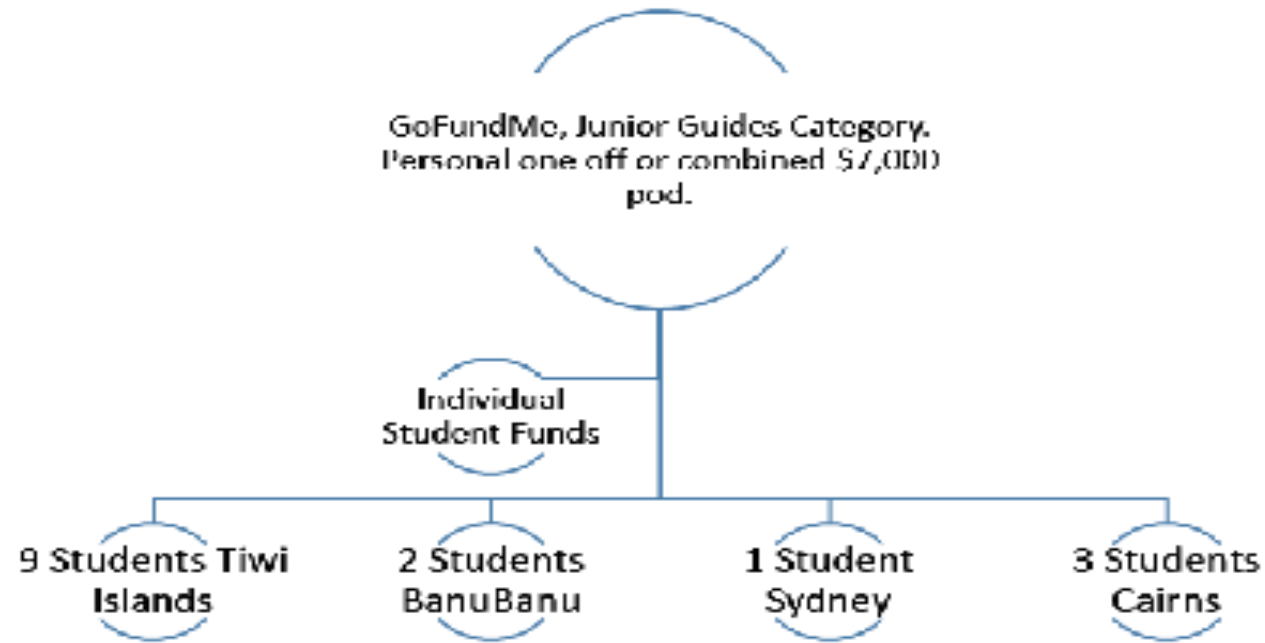 GoFundMe, Junior Guides Category.
Personal one off or combined $7,000
pod.
Individual
Student Funds
9 Students Tiwi
Islands
2 Students
BanuBanu
1 Student
Sydney
3 Students
Cairns